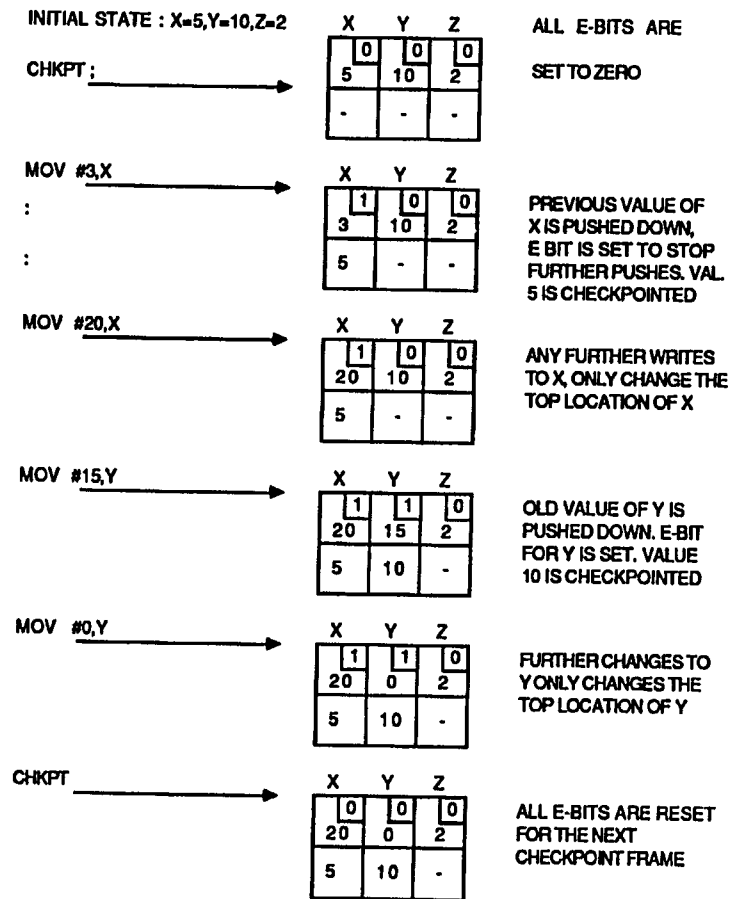 INITIAL STATE : X=5,Y=10,Z=2
X Y Z
ALL E-BITS ARE
CHKPT ;
0 0 0
5 10 2
SET TO ZERO
- - -
MOV #3,X
X Y Z
:
1 0 0
3 10 2
:
5 - -
PREVIOUS VALUE OF
X IS PUSHED DOWN,
E BIT IS SET TO STOP
FURTHER PUSHES. VAL.
5 IS CHECKPOINTED
MOV #20,X
X Y Z
1 0 0
20 10 2
5 - -
ANY FURTHER WRITES
TO X, ONLY CHANGE THE
TOP LOCATION OF X
MOV #15,Y
X Y Z
1 1 0
20 15 2
5 10 -
OLD VALUE OF Y IS
PUSHED DOWN. E-BIT
FOR Y IS SET. VALUE
10 IS CHECKPOINTED
MOV #0,Y
X Y Z
1 1 0
20 0 2
5 10 -
FURTHER CHANGES TO
Y ONLY CHANGES THE
TOP LOCATION OF Y
CHKPT
X Y Z
0 0 0
20 0 2
5 10 -
ALL E-BITS ARE RESET
FOR THE NEXT
CHECKPOINT FRAME